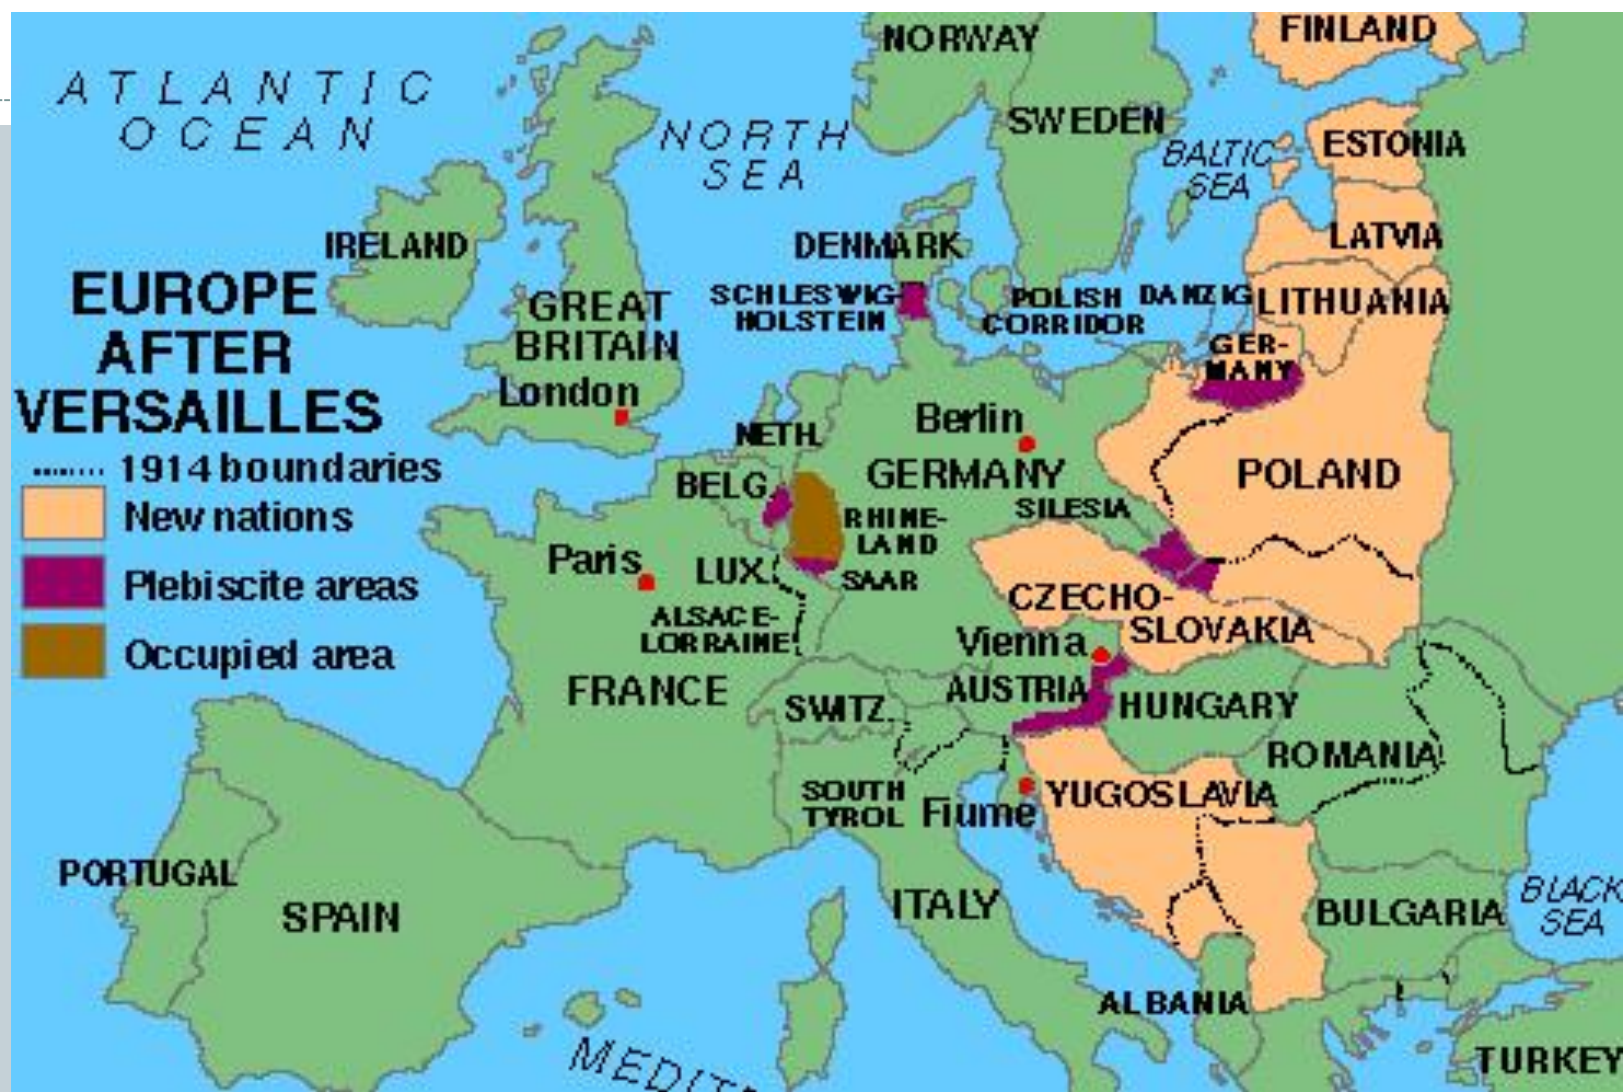 NORWAY
FINLAND
ATLANTIC
OCEAN
SWEDEN
NORTH
SEA
BALTIC
SEA
ESTONIA
IRELAND
DENMARK
LATVIA
EUROPE
AFTER
VERSAILLES
GREAT
BRITAIN
London
SCHLESWIG
HOLSTEIN
POLISH
CORRIDOR
DANZIG
LITHUANIA
GER-
MANY
Berlin
NETH.
GERMANY
POLAND
1914 boundaries
New nations
Plebiscite areas
Occupied area
BELG.
RHINE-
LAND
SILESIA
Paris
LUX.
SAAR
ALSACE-
LORRAINE
CZECHO-
SLOVAKIA
Vienna
FRANCE
SWITZ.
AUSTRIA
HUNGARY
ROMANIA
SOUTH
TYROL
Fiume
YUGOSLAVIA
PORTUGAL
SPAIN
ITALY
BULGARIA
BLACK
SEA
ALBANIA
TURKEY